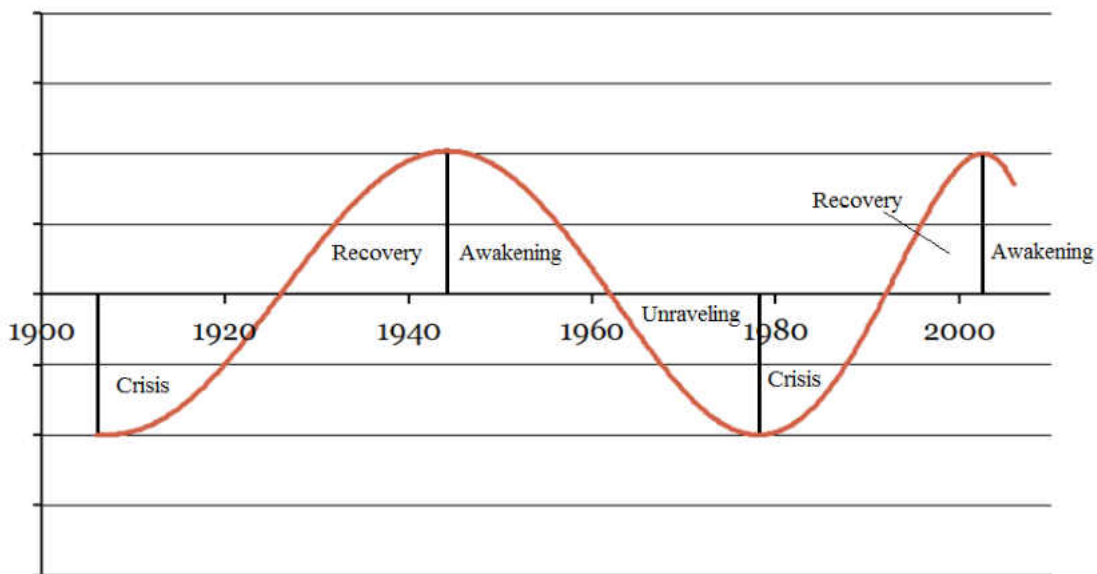 Recovery
Recovery Awakening
Awakening
Unraveling
1900 1920 1940 1960 1980 2000
Crisis
Crisis